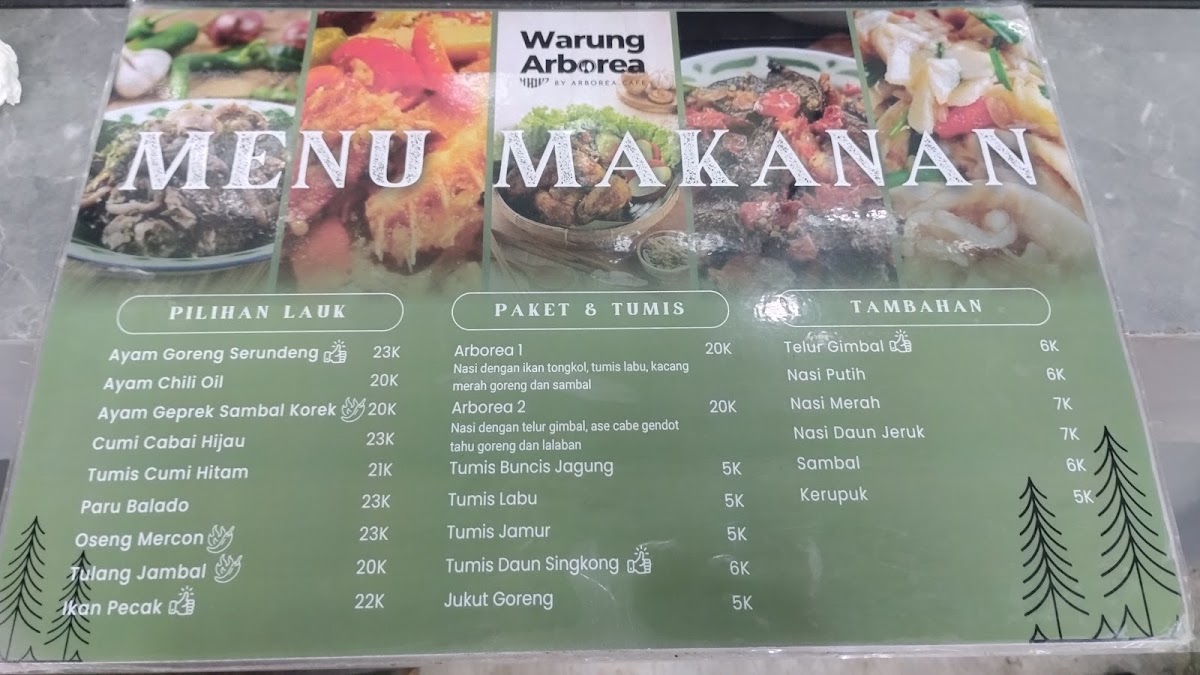 Warung
Arborea
BY ARBOREA CAFE
MENU MAKANAN
PILIHAN LAUK
Ayam Goreng Serundeng 23K
Ayam Chili Oil 20K
Ayam Geprek Sambal Korek 20K
Cumi Cabai Hijau 23K
Tumis Cumi Hitam 21K
Paru Balado 23K
Oseng Mercon 23K
Tulang Jambal 20K
Ikan Pecak 22K
PAKET & TUMIS
Arborea 1 20K
Nasi dengan ikan tongkol, tumis labu, kacang
merah goreng dan sambal
Arborea 2 20K
Nasi dengan telur gimbal, ase cabe gendot
tahu goreng dan lalaban
Tumis Buncis Jagung 5K
Tumis Labu 5K
Tumis Jamur 5K
Tumis Daun Singkong 6K
Jukut Goreng 5K
TAMBAHAN
Telur Gimbal 6K
Nasi Putih 6K
Nasi Merah 7K
Nasi Daun Jeruk 7K
Sambal 6K
Kerupuk 5K